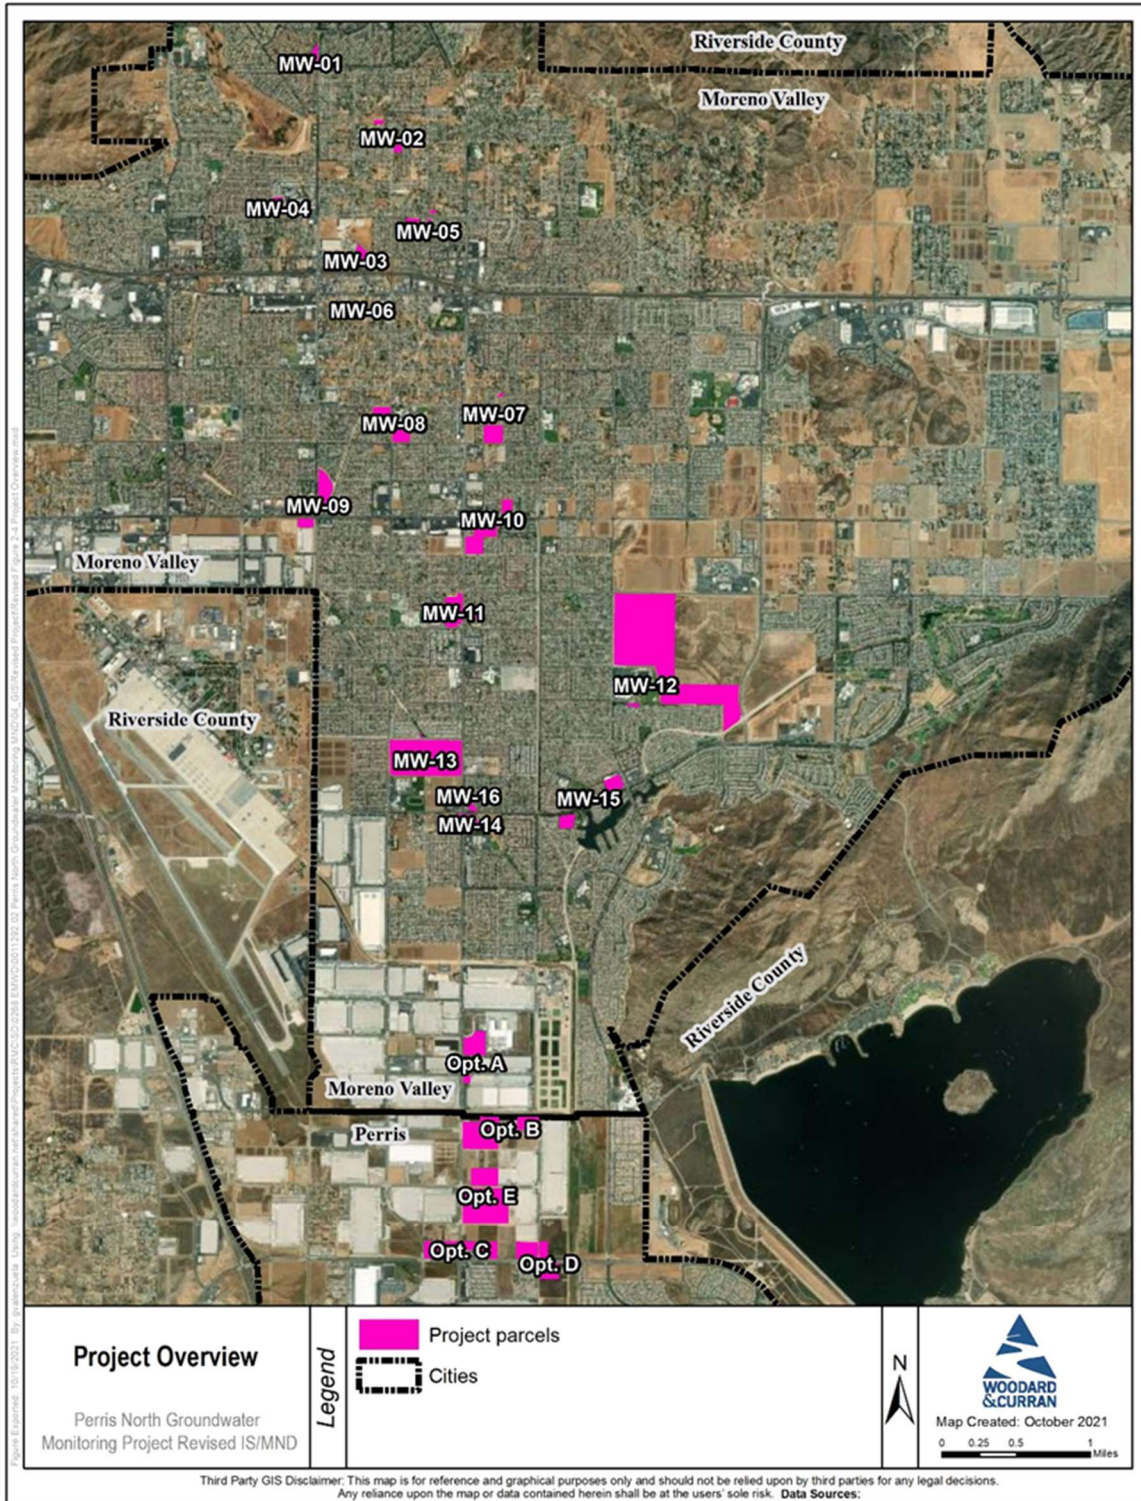 Riverside County
MW-01
Moreno Valley
MW-02
MW-04
MW-05
MW-03
MW-06
MW-07
MW-08
MW-09
MW-10
Moreno Valley
MW-11
MW-12
Riverside County
MW-13
MW-16
MW-15
MW-14
Riverside County
Opt. A
Moreno Valley
Opt. B
Perris
Opt. E
Opt. C
Opt. D
Project Overview
Perris North Groundwater
Monitoring Project Revised IS/MND
Legend
Project parcels
Cities
N
WOODARD
&CURRAN
Map Created: October 2021
0 0.25 0.5 1
Miles
Third Party GIS Disclaimer: This map is for reference and graphical purposes only and should not be relied upon by third parties for any legal decisions.
Any reliance upon the map or data contained herein shall be at the users' sole risk. Data Sources: